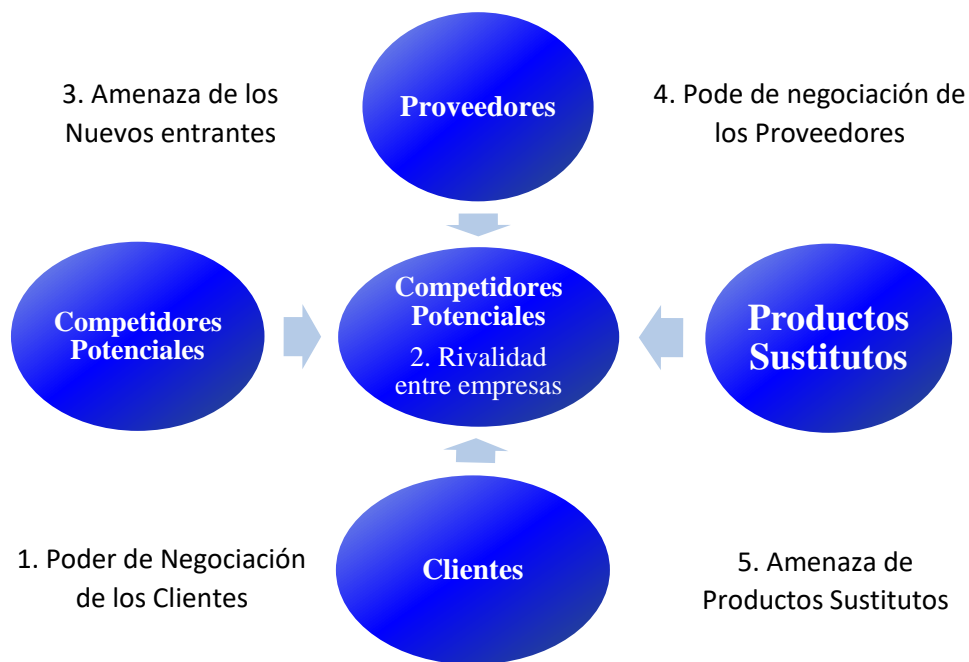 3. Amenaza de los
Nuevos entrantes
Proveedores
4. Pode de negociación de
los Proveedores
Competidores
Potenciales
Competidores
Potenciales
2. Rivalidad
entre empresas
Productos
Sustitutos
1. Poder de Negociación
de los Clientes
Clientes
5. Amenaza de
Productos Sustitutos